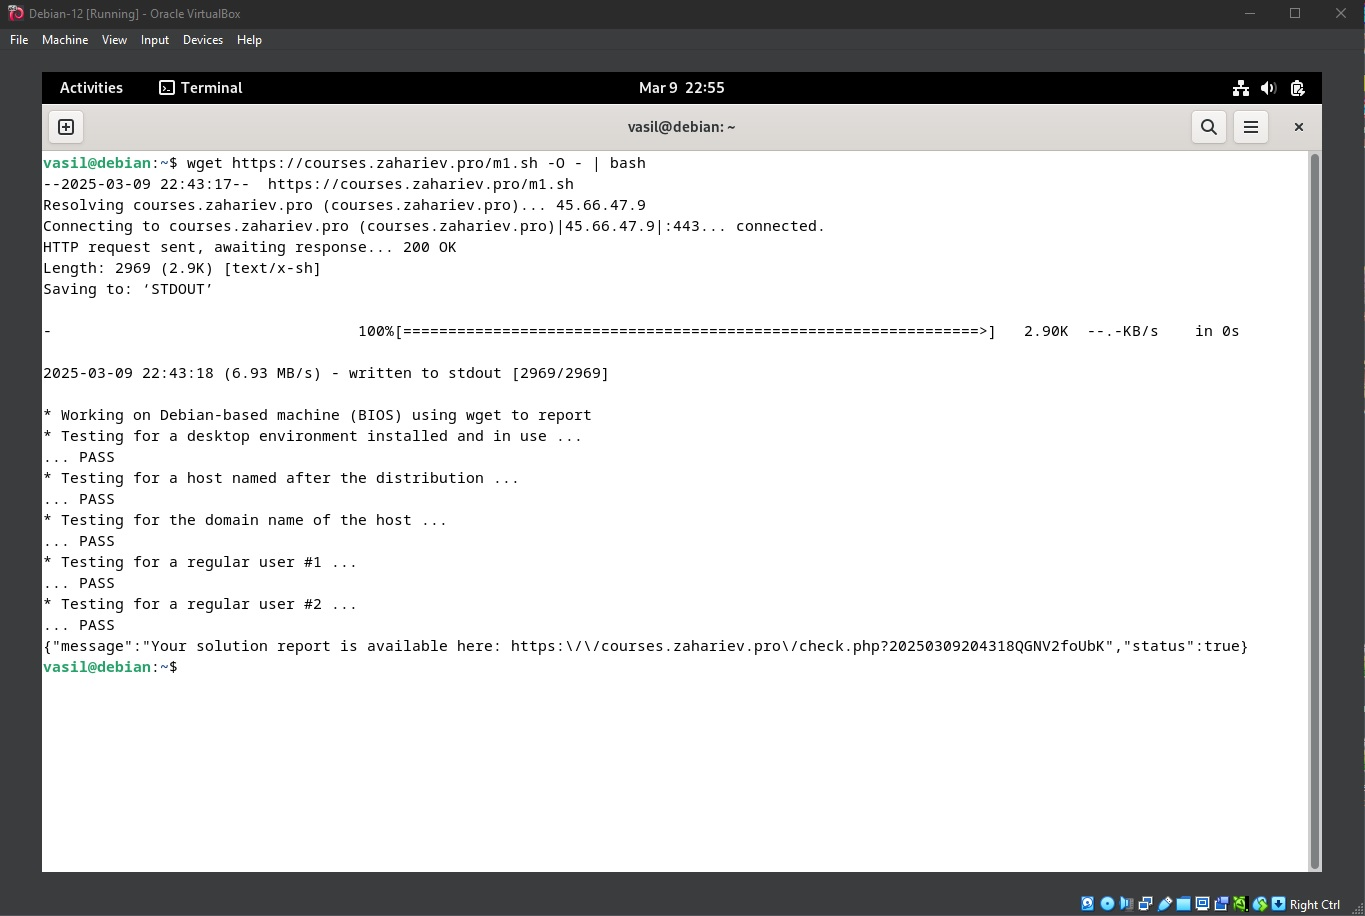 Debian-12 [Running] - Oracle VirtualBox
File Machine View Input Devices Help
Activities Terminal Mar 9 22:55
vasil@debian: ~
vasil@debian:~$ wget https://courses.zahariev.pro/m1.sh -O - | bash
--2025-03-09 22:43:17--  https://courses.zahariev.pro/m1.sh
Resolving courses.zahariev.pro (courses.zahariev.pro)... 45.66.47.9
Connecting to courses.zahariev.pro (courses.zahariev.pro)|45.66.47.9|:443... connected.
HTTP request sent, awaiting response... 200 OK
Length: 2969 (2.9K) [text/x-sh]
Saving to: ‘STDOUT’
- 100%[================================================================>] 2.90K --.-KB/s in 0s
2025-03-09 22:43:18 (6.93 MB/s) - written to stdout [2969/2969]
* Working on Debian-based machine (BIOS) using wget to report
* Testing for a desktop environment installed and in use ...
... PASS
* Testing for a host named after the distribution ...
... PASS
* Testing for the domain name of the host ...
... PASS
* Testing for a regular user #1 ...
... PASS
* Testing for a regular user #2 ...
... PASS
{"message":"Your solution report is available here: https:\/\/courses.zahariev.pro\/check.php?20250309204318QGNV2foUbK","status":true}
vasil@debian:~$
Right Ctrl